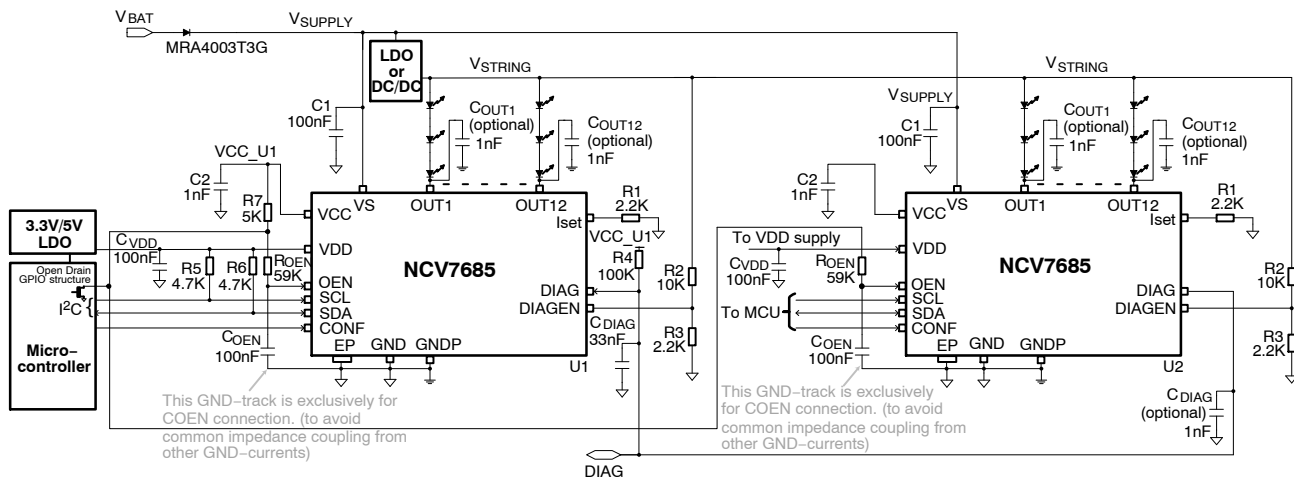 VBAT
MRA4003T3G
VSUPPLY
LDO
or
DC/DC
VSTRING
VSTRING
VSUPPLY
C1
100nF
COUT1
(optional)
1nF
COUT12
(optional)
1nF
C1
100nF
COUT1
(optional)
1nF
COUT12
(optional)
1nF
VCC_U1
C2
1nF
R7
5K
VCC
VS
OUT1
OUT12
Iset
R1
2.2K
C2
1nF
VCC
VS
OUT1
OUT12
Iset
R1
2.2K
3.3V/5V
LDO
CVDD
100nF
R5
4.7K
R6
4.7K
ROEN
59K
VDD
OEN
SCL
SDA
CONF
NCV7685
DIAG
DIAGEN
VCC_U1
R4
100K
R2
10K
R3
2.2K
CDIAG
33nF
To VDD supply
CVDD
100nF
ROEN
59K
To MCU
VDD
OEN
SCL
SDA
CONF
NCV7685
DIAG
DIAGEN
R2
10K
R3
2.2K
Open Drain
GPIO structure
I2C {
Micro-
controller
COEN
100nF
EP
GND
GNDP
U1
COEN
100nF
EP
GND
GNDP
U2
This GND-track is exclusively for
COEN connection. (to avoid
common impedance coupling from
other GND-currents)
This GND-track is exclusively
for COEN connection. (to avoid
common impedance coupling from
other GND-currents)
CDIAG
(optional)
1nF
DIAG